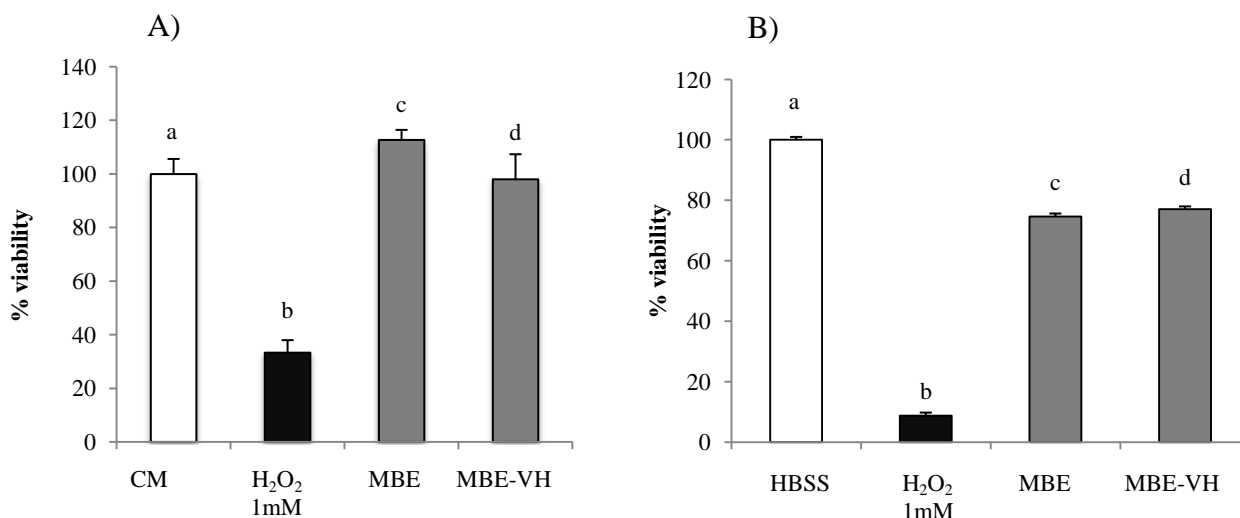 A)
140
120
100
80
60
40
20
0
% viability
a
b
c
d
CM
H₂O₂
1mM
MBE
MBE-VH
B)
120
100
80
60
40
20
0
% viability
a
b
c
d
HBSS
H₂O₂
1mM
MBE
MBE-VH